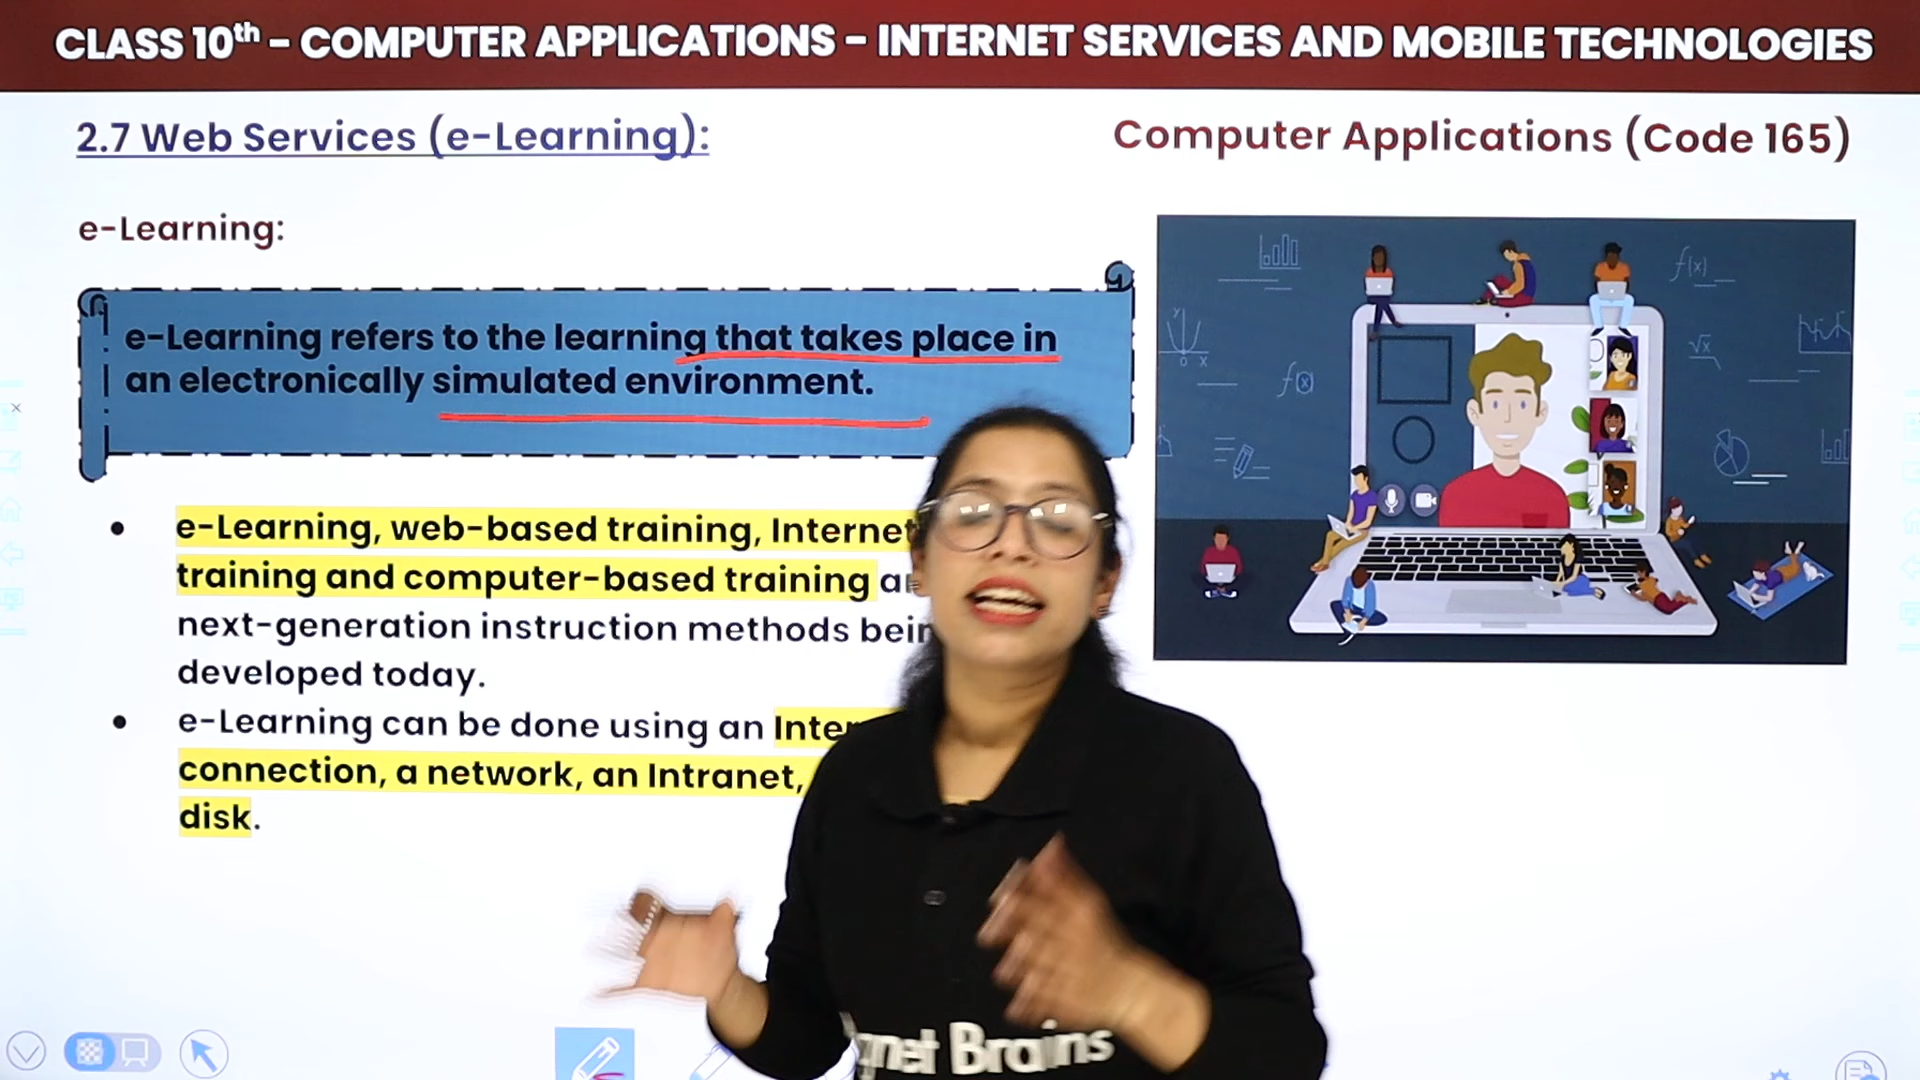 CLASS 10th - COMPUTER APPLICATIONS - INTERNET SERVICES AND MOBILE TECHNOLOGIES
2.7 Web Services (e-Learning):
Computer Applications (Code 165)
e-Learning:
e-Learning refers to the learning that takes place in
an electronically simulated environment.
e-Learning, web-based training, Internet
training and computer-based training
next-generation instruction methods
developed today.
e-Learning can be done using an
connection, a network, an Intranet,
disk.
f(x)
y
0 x
√x
f(x)
Brains